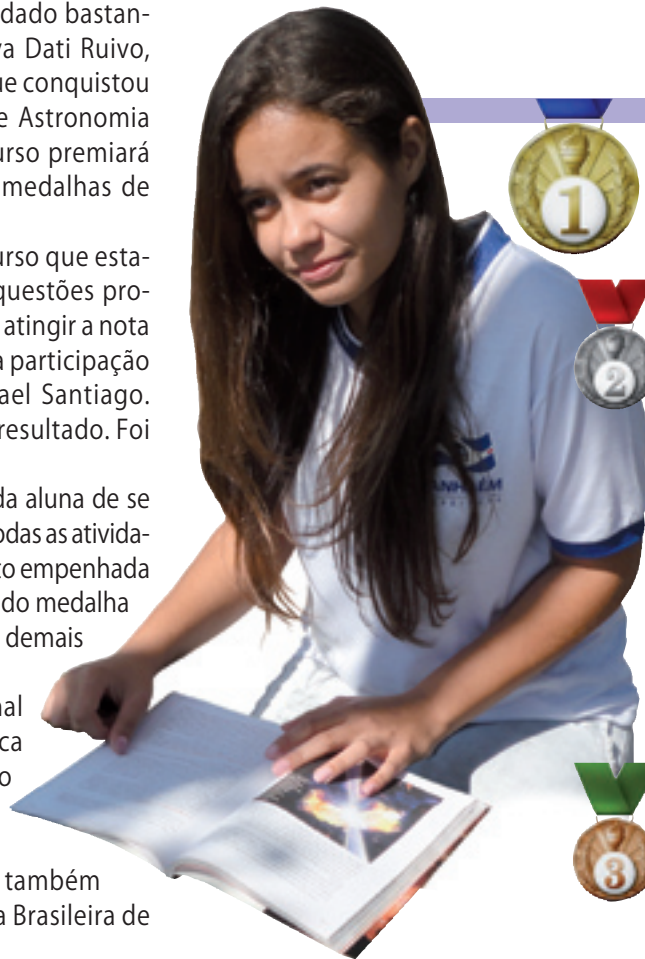 dado bastan-
va Dati Ruivo,
ue conquistou
e Astronomia
urso premiará
medalhas de
urso que esta-
questões pro-
atingir a nota
a participação
ael Santiago.
resultado. Foi
da aluna de se
odas as ativida-
to empenhada
do medalha
demais
nal
ca
o
também
a Brasileira de
1
2
3
ANHAÉM